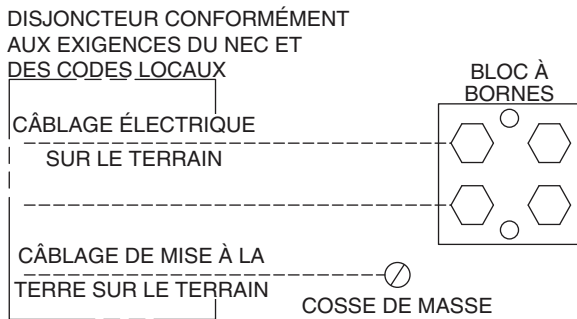 DISJONCTEUR CONFORMÉMENT
AUX EXIGENCES DU NEC ET
DES CODES LOCAUX
BLOC À
BORNES
CÂBLAGE ÉLECTRIQUE
SUR LE TERRAIN
CÂBLAGE DE MISE À LA
TERRE SUR LE TERRAIN
COSSE DE MASSE